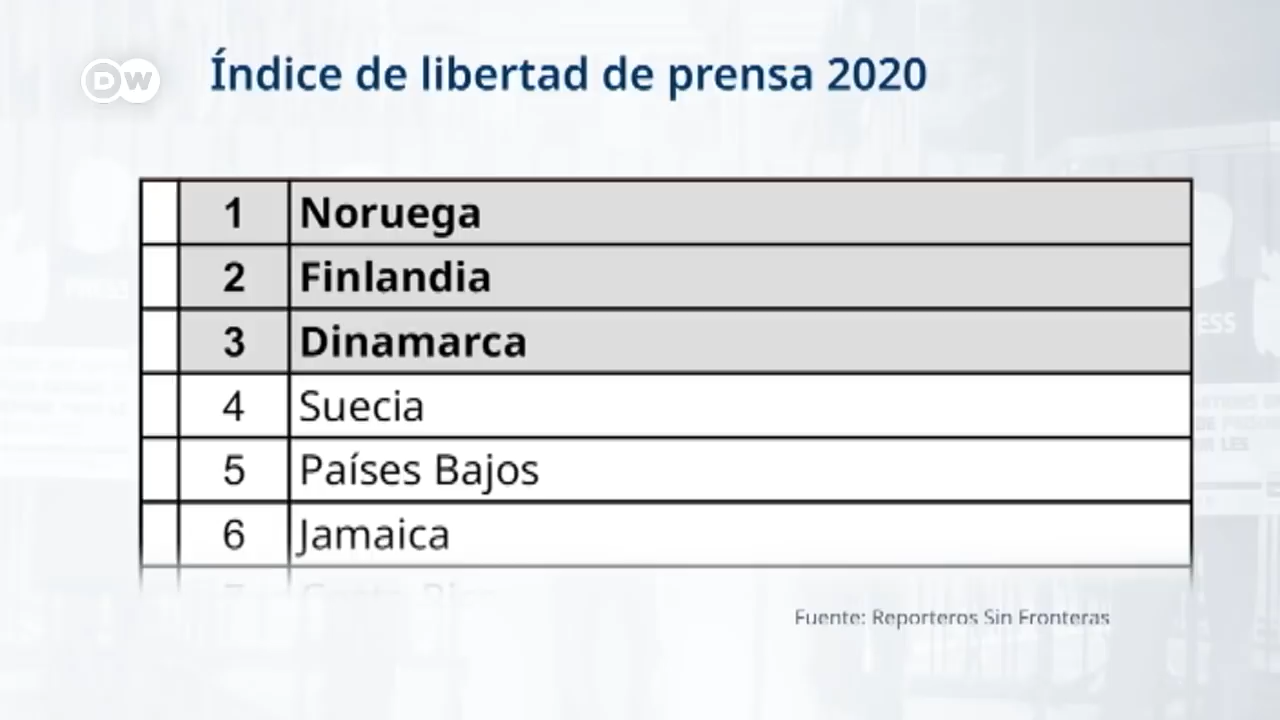 DW
Índice de libertad de prensa 2020
1 Noruega
2 Finlandia
3 Dinamarca
4 Suecia
5 Países Bajos
6 Jamaica
Fuente: Reporteros Sin Fronteras